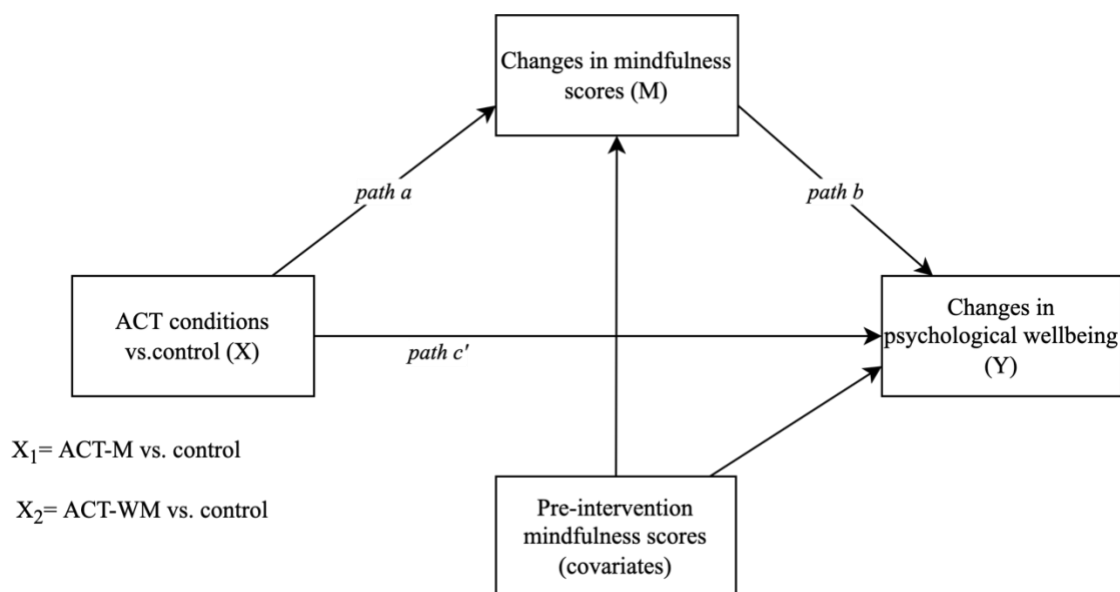 Changes in mindfulness
scores (M)
path a
path b
ACT conditions
vs.control (X)
path c'
Changes in
psychological wellbeing
(Y)
X₁= ACT-M vs. control
X₂= ACT-WM vs. control
Pre-intervention
mindfulness scores
(covariates)